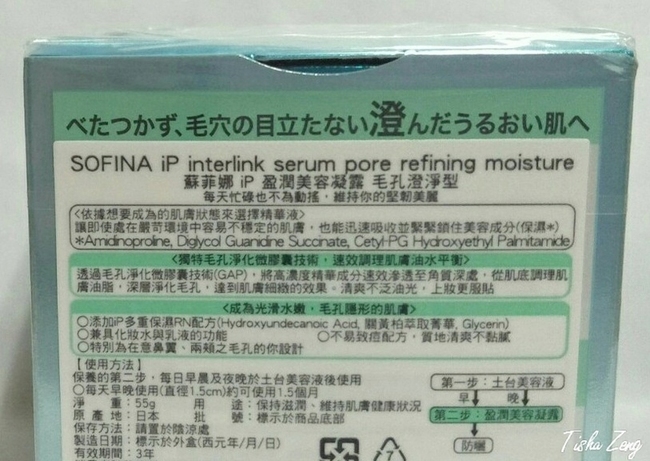 べたつかず、毛穴の目立たない澄んだうるおい肌へ
SOFINA iP interlink serum pore refining moisture
蘇菲娜 iP 盈潤美容凝露 毛孔澄淨型
每天忙碌也不為動搖,維持你的堅韌美麗
<依據想要成為的肌膚狀態來選擇精華液>
讓即使處在嚴苛環境中容易不穩定的肌膚,也能迅速吸收並緊緊鎖住美容成分(保濕*)
*Amidinoproline, Diglycol Guanidine Succinate, Cetyl-PG Hydroxyethyl Palmitamide
<獨特毛孔淨化微膠囊技術,速效調理肌膚油水平衡>
透過毛孔淨化微膠囊技術(GAP),將高濃度精華成分速效滲透至角質深處,從肌底調理肌
膚油脂,深層淨化毛孔,達到肌膚細緻的效果。清爽不泛油光,上妝更服貼
<成為光滑水嫩,毛孔隱形的肌膚>
○添加iP多重保濕RN配方(Hydroxyundecanoic Acid, 關黃柏萃取菁華, Glycerin)
○兼具化妝水與乳液的功能 ○不易致痘配方,質地清爽不黏膩
○特別為在意鼻翼、兩頰之毛孔的你設計
【使用方法】
保養的第二步,每日早晨及夜晚於土台美容液後使用
○每天早晚使用(直徑1.5cm)約可使用1.5個月
淨 重:55g 用 途:保持滋潤、維持肌膚健康狀況
原產地:日本 批 號:標示於商品底部
保存方法:請置於陰涼處
製造日期:標示於外盒(西元年/月/日)
有效期間:3年
第一步:土台美容液
早 晚
第二步:盈潤美容凝露
防曬
Tisha Zeng